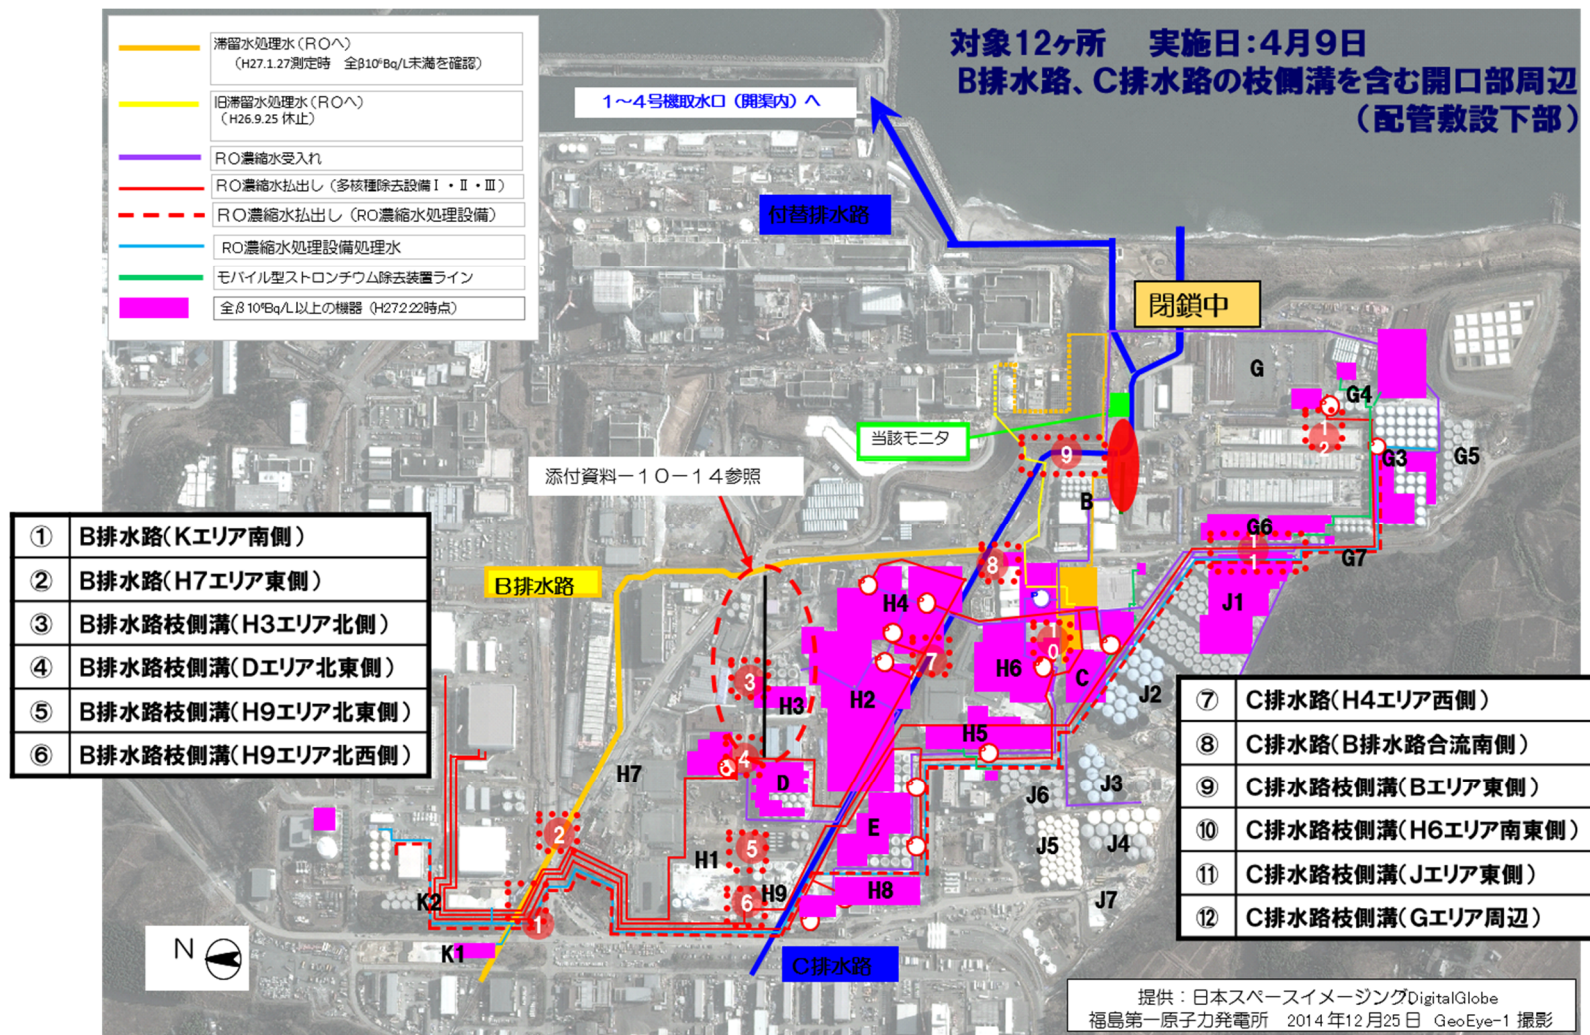 対象12ヶ所　実施日:4月9日
B排水路、C排水路の枝側溝を含む開口部周辺
(配管敷設下部)
滞留水処理水(ROへ)
(H27.1.27測定時　全β10⁶Bq/L未満を確認)
旧滞留水処理水(ROへ)
(H26.9.25 休止)
RO濃縮水受入れ
RO濃縮水払出し(多核種除去設備Ⅰ・Ⅱ・Ⅲ)
RO濃縮水払出し(RO濃縮水処理設備)
RO濃縮水処理設備処理水
モバイル型ストロンチウム除去装置ライン
全β10⁶Bq/L以上の機器(H27.2.22時点)
1~4号機取水口(開渠内)へ
付替排水路
閉鎖中
当該モニタ
添付資料-10-14参照
B排水路
C排水路
G
G4
12
G3
G5
9
B
G6
11
G7
8
H4
J1
10
7
H6
C
3
H3
H2
J2
H5
4
D
H7
J6
J3
2
E
J5
J4
5
H1
H9
6
H8
J7
K2
1
K1
N
① B排水路(Kエリア南側)
② B排水路(H7エリア東側)
③ B排水路枝側溝(H3エリア北側)
④ B排水路枝側溝(Dエリア北東側)
⑤ B排水路枝側溝(H9エリア北東側)
⑥ B排水路枝側溝(H9エリア北西側)
⑦ C排水路(H4エリア西側)
⑧ C排水路(B排水路合流南側)
⑨ C排水路枝側溝(Bエリア東側)
⑩ C排水路枝側溝(H6エリア南東側)
⑪ C排水路枝側溝(Jエリア東側)
⑫ C排水路枝側溝(Gエリア周辺)
提供:日本スペースイメージング/DigitalGlobe
福島第一原子力発電所　2014年12月25日　GeoEye-1 撮影